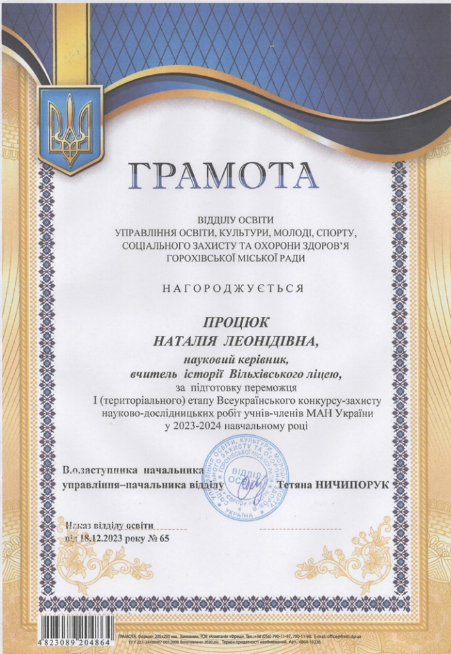 ГРАМОТА
ВІДДІЛУ ОСВІТИ
УПРАВЛІННЯ ОСВІТИ, КУЛЬТУРИ, МОЛОДІ, СПОРТУ,
СОЦІАЛЬНОГО ЗАХИСТУ ТА ОХОРОНИ ЗДОРОВ'Я
ГОРОХІВСЬКОЇ МІСЬКОЇ РАДИ
НАГОРОДЖУЄТЬСЯ
ПРОЦЮК
НАТАЛІЯ ЛЕОНІДІВНА,
науковий керівник,
вчитель історії Вільхівського ліцею,
за підготовку переможця
І (територіального) етапу Всеукраїнського конкурсу-захисту
науково-дослідницьких робіт учнів-членів МАН України
у 2023-2024 навчальному році
В.о.заступника начальника
управління–начальника відділу Тетяна НИЧИПОРУК
ВІДДІЛ
ОСВІТИ
УКРАЇНА
Наказ відділу освіти
від 18.12.2023 року № 65
4 823089 204864